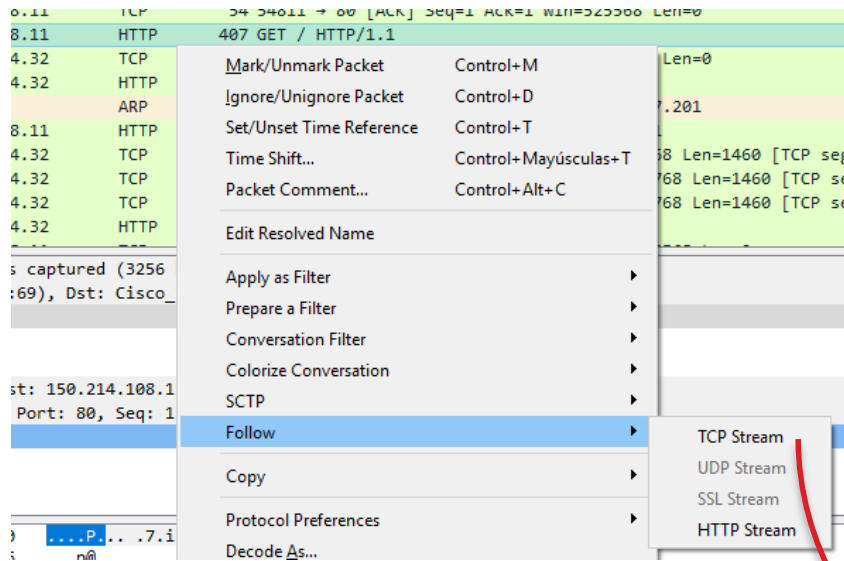 8.11 TCP 54 54811 → 80 [ACK] Seq=1 Ack=1 Win=525568 Len=0
8.11 HTTP 407 GET / HTTP/1.1
4.32 TCP Len=0
4.32 HTTP
ARP 7.201
8.11 HTTP
4.32 TCP 58 Len=1460 [TCP seg
4.32 TCP 768 Len=1460 [TCP se
4.32 TCP 768 Len=1460 [TCP se
4.32 HTTP
Mark/Unmark Packet Control+M
Ignore/Unignore Packet Control+D
Set/Unset Time Reference Control+T
Time Shift... Control+Mayúsculas+T
Packet Comment... Control+Alt+C
Edit Resolved Name
Apply as Filter
Prepare a Filter
Conversation Filter
Colorize Conversation
SCTP
Follow
Copy
Protocol Preferences
Decode As...
TCP Stream
UDP Stream
SSL Stream
HTTP Stream
s captured (3256
:69), Dst: Cisco_
st: 150.214.108.1
Port: 80, Seq: 1
....P... .7.i
n@